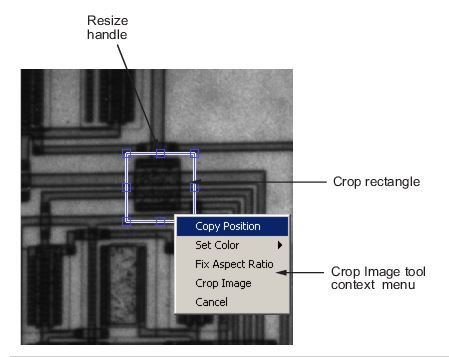 Resize
handle
Crop rectangle
Copy Position
Set Color
Fix Aspect Ratio
Crop Image
Cancel
Crop Image tool
context menu